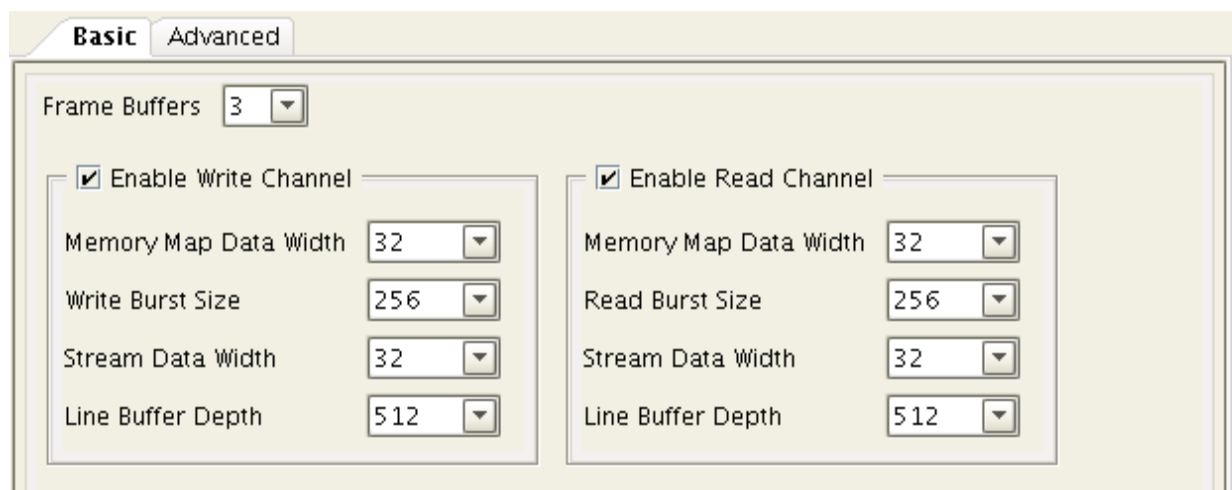 Basic Advanced
Frame Buffers 3
Enable Write Channel
Memory Map Data Width 32
Write Burst Size 256
Stream Data Width 32
Line Buffer Depth 512
Enable Read Channel
Memory Map Data Width 32
Read Burst Size 256
Stream Data Width 32
Line Buffer Depth 512